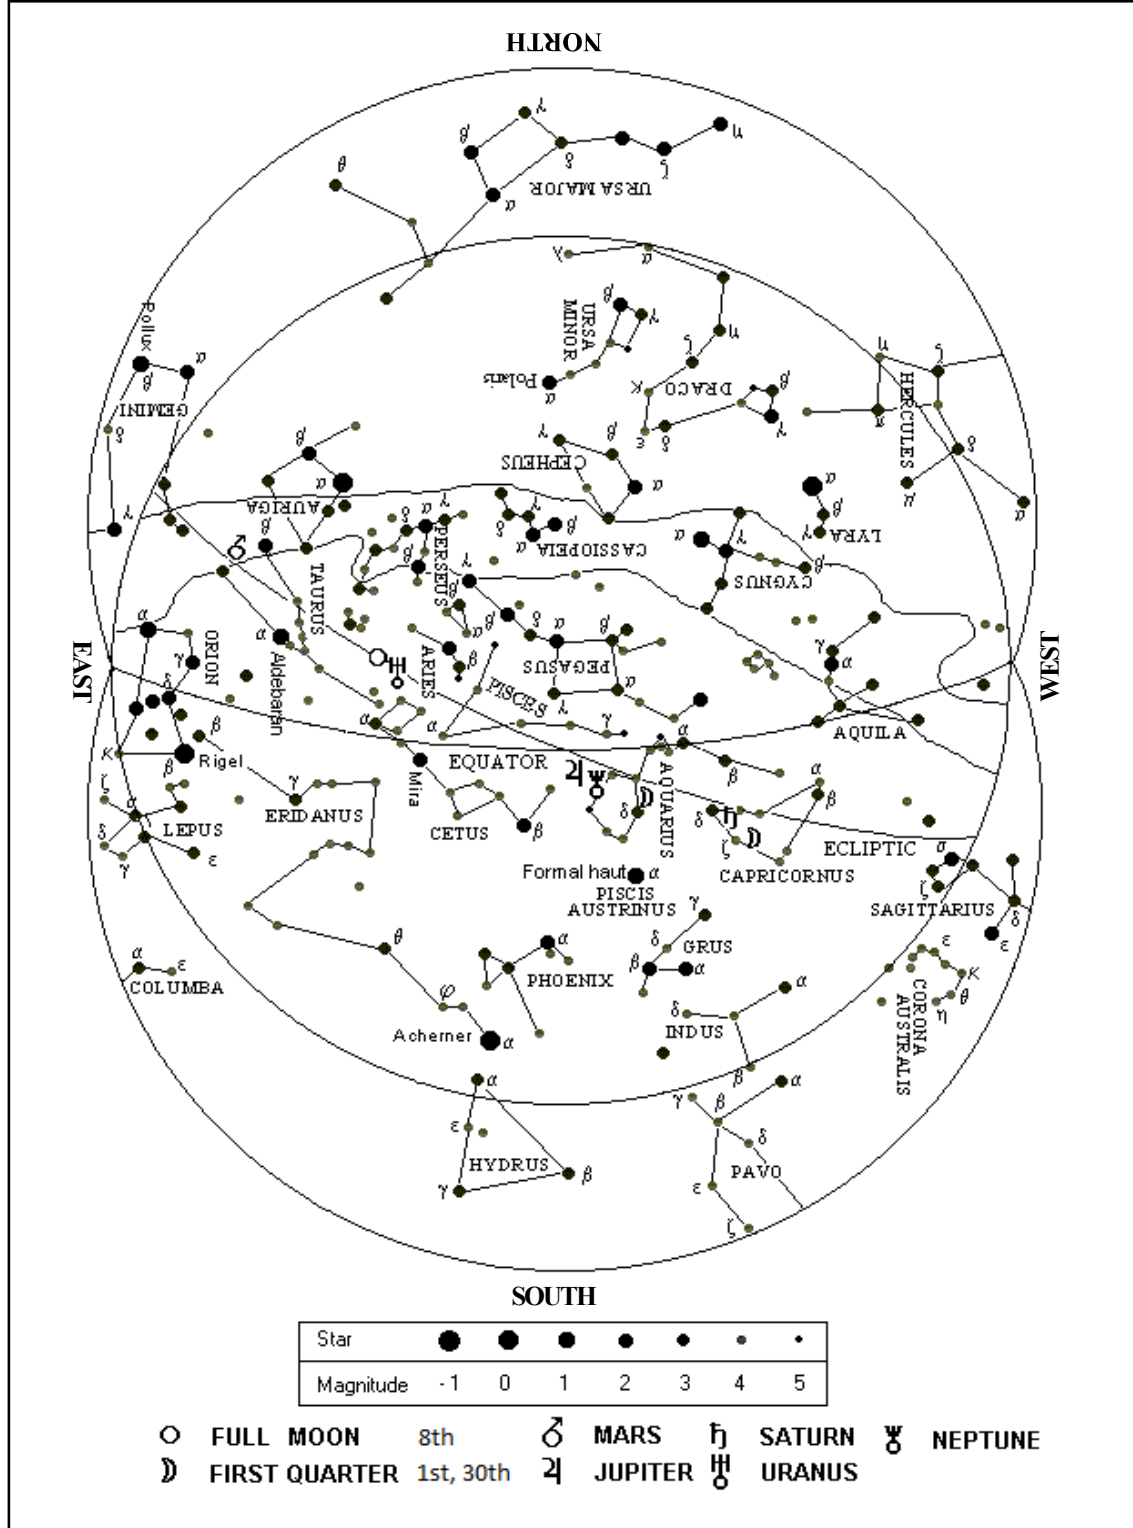 NORTH
γ
β
η
δ
ζ
θ
URSA MAJOR
α
λ
α
β
URSA MINOR
γ
η
Pollux
α
η
ζ
ζ
Polaris
α
κ
DRACO
β
HERCULES
β
GEMINI
π
δ
ε
δ
γ
β
γ
β
δ
CEPHEUS
α
α
α
μ
γ
AURIGA
δ
α
γ
γ
β
α
β
δ
β
α
γ
LYRA
♂
β
PERSEUS
α
CASSIOPEIA
γ
CYGNUS
β
β
TAURUS
γ
β
α
β
δ
α
β
α
ORION
α
γ
EAST
γ
Aldebaran
ARIES
β
PEGASUS
α
WEST
δ
PISCES
γ
α
β
α
α
γ
α
AQUILA
κ
β
Rigel
Mira
EQUATOR
AQUARIUS
β
ζ
γ
α
β
α
ERIDANUS
δ
δ
LEPUS
CETUS
β
ζ
ECLIPTIC
σ
δ
γ
ε
Formal haut
α
CAPRICORNUS
PISCIS
AUSTRINUS
ζ
SAGITTARIUS
δ
γ
ε
θ
α
δ
GRUS
ε
α
ε
β
α
κ
COLUMBA
PHOENIX
θ
φ
α
η
CORONA AUSTRALIS
δ
INDUS
Achemer
α
α
β
α
γ
β
ε
δ
HYDRUS
PAVO
β
γ
ε
ζ
SOUTH
Star
Magnitude -1 0 1 2 3 4 5
FULL MOON 8th ♂ MARS ♄ SATURN NEPTUNE
FIRST QUARTER 1st, 30th ♃ JUPITER URANUS